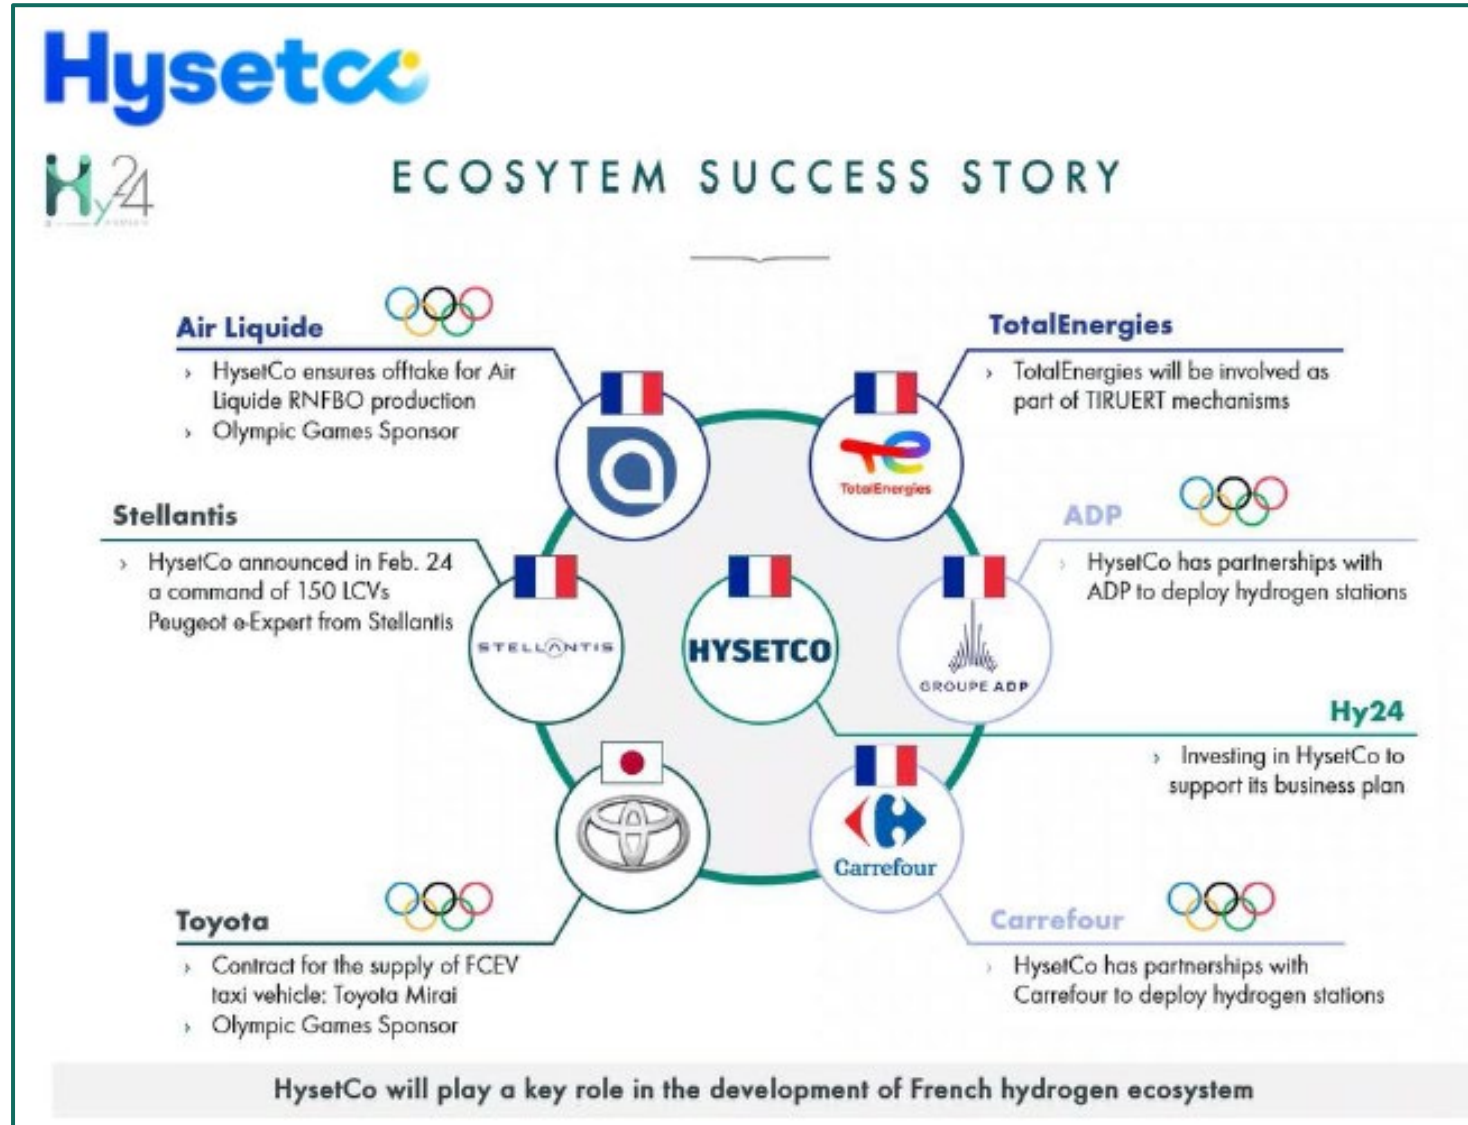 Hysetco
Hy24
ECOSYTEM SUCCESS STORY
Air Liquide
› HysetCo ensures offtake for Air
Liquide RNFBO production
› Olympic Games Sponsor
TotalEnergies
› TotalEnergies will be involved as
part of TIRUERT mechanisms
TotalEnergies
Stellantis
› HysetCo announced in Feb. 24
a command of 150 LCVs
Peugeot e-Expert from Stellantis
STELLANTIS
HYSETCO
ADP
› HysetCo has partnerships with
ADP to deploy hydrogen stations
GROUPE ADP
Hy24
› Investing in HysetCo to
support its business plan
Carrefour
Toyota
› Contract for the supply of FCEV
taxi vehicle: Toyota Mirai
› Olympic Games Sponsor
Carrefour
› HysetCo has partnerships with
Carrefour to deploy hydrogen stations
HysetCo will play a key role in the development of French hydrogen ecosystem